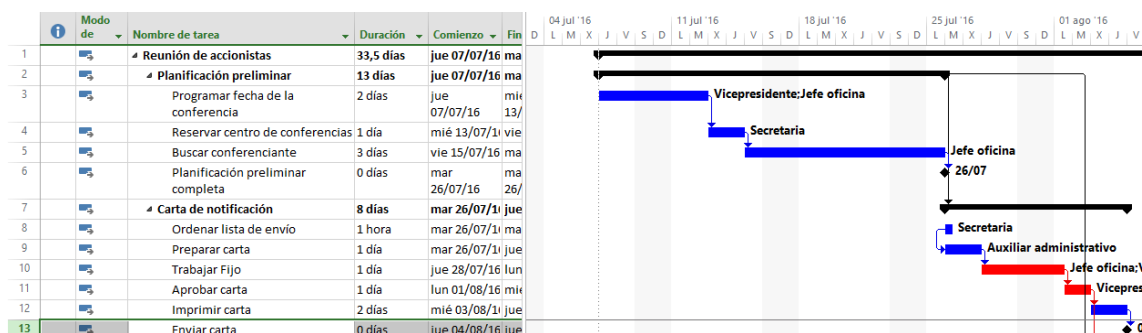 Modo de Nombre de tarea Duración Comienzo Fin
04 jul '16 11 jul '16 18 jul '16 25 jul '16 01 ago '16
D L M X J V S D L M X J V S D L M X J V S D L M X J V S D L M X J V
1 Reunión de accionistas 33,5 días jue 07/07/16 ma
2 Planificación preliminar 13 días jue 07/07/16 ma
3 Programar fecha de la conferencia 2 días jue 07/07/16 mié 13/ Vicepresidente;Jefe oficina
4 Reservar centro de conferencias 1 día mié 13/07/1 vie Secretaria
5 Buscar conferenciante 3 días vie 15/07/16 ma Jefe oficina
6 Planificación preliminar completa 0 días mar 26/07/16 ma 26/ 26/07
7 Carta de notificación 8 días mar 26/07/1 jue
8 Ordenar lista de envío 1 hora mar 26/07/1 ma Secretaria
9 Preparar carta 1 día mar 26/07/1 jue Auxiliar administrativo
10 Trabajar Fijo 1 día jue 28/07/16 lun Jefe oficina;V
11 Aprobar carta 1 día lun 01/08/16 mié Vicepres
12 Imprimir carta 2 días mié 03/08/1 jue
13 Enviar carta 0 días jue 04/08/16 jue